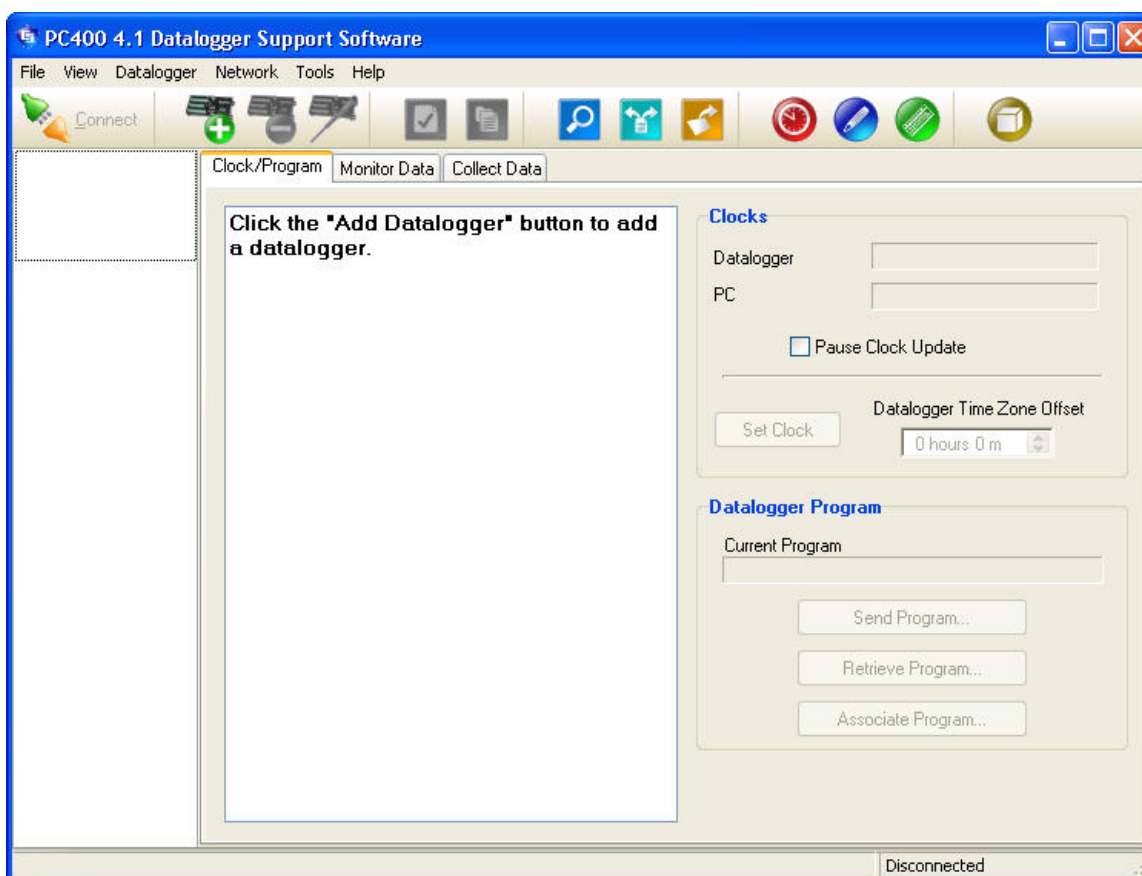 PC400 4.1 Datalogger Support Software
File View Datalogger Network Tools Help
Connect
Clock/Program Monitor Data Collect Data
Click the "Add Datalogger" button to add
a datalogger.
Clocks
Datalogger
PC
Pause Clock Update
Set Clock
Datalogger Time Zone Offset
0 hours 0 m
Datalogger Program
Current Program
Send Program...
Retrieve Program...
Associate Program...
Disconnected